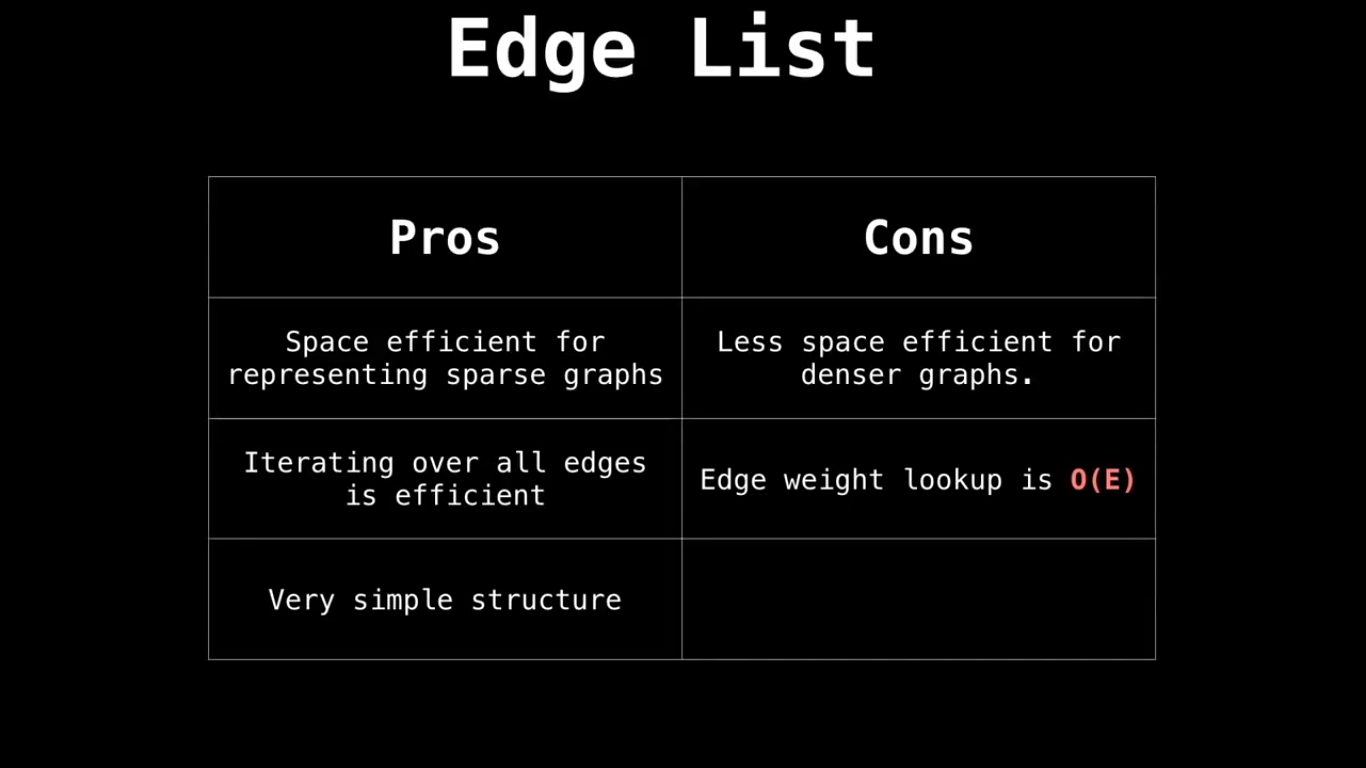 Edge List
Pros
Cons
Space efficient for
representing sparse graphs
Less space efficient for
denser graphs.
Iterating over all edges
is efficient
Edge weight lookup is O(E)
Very simple structure